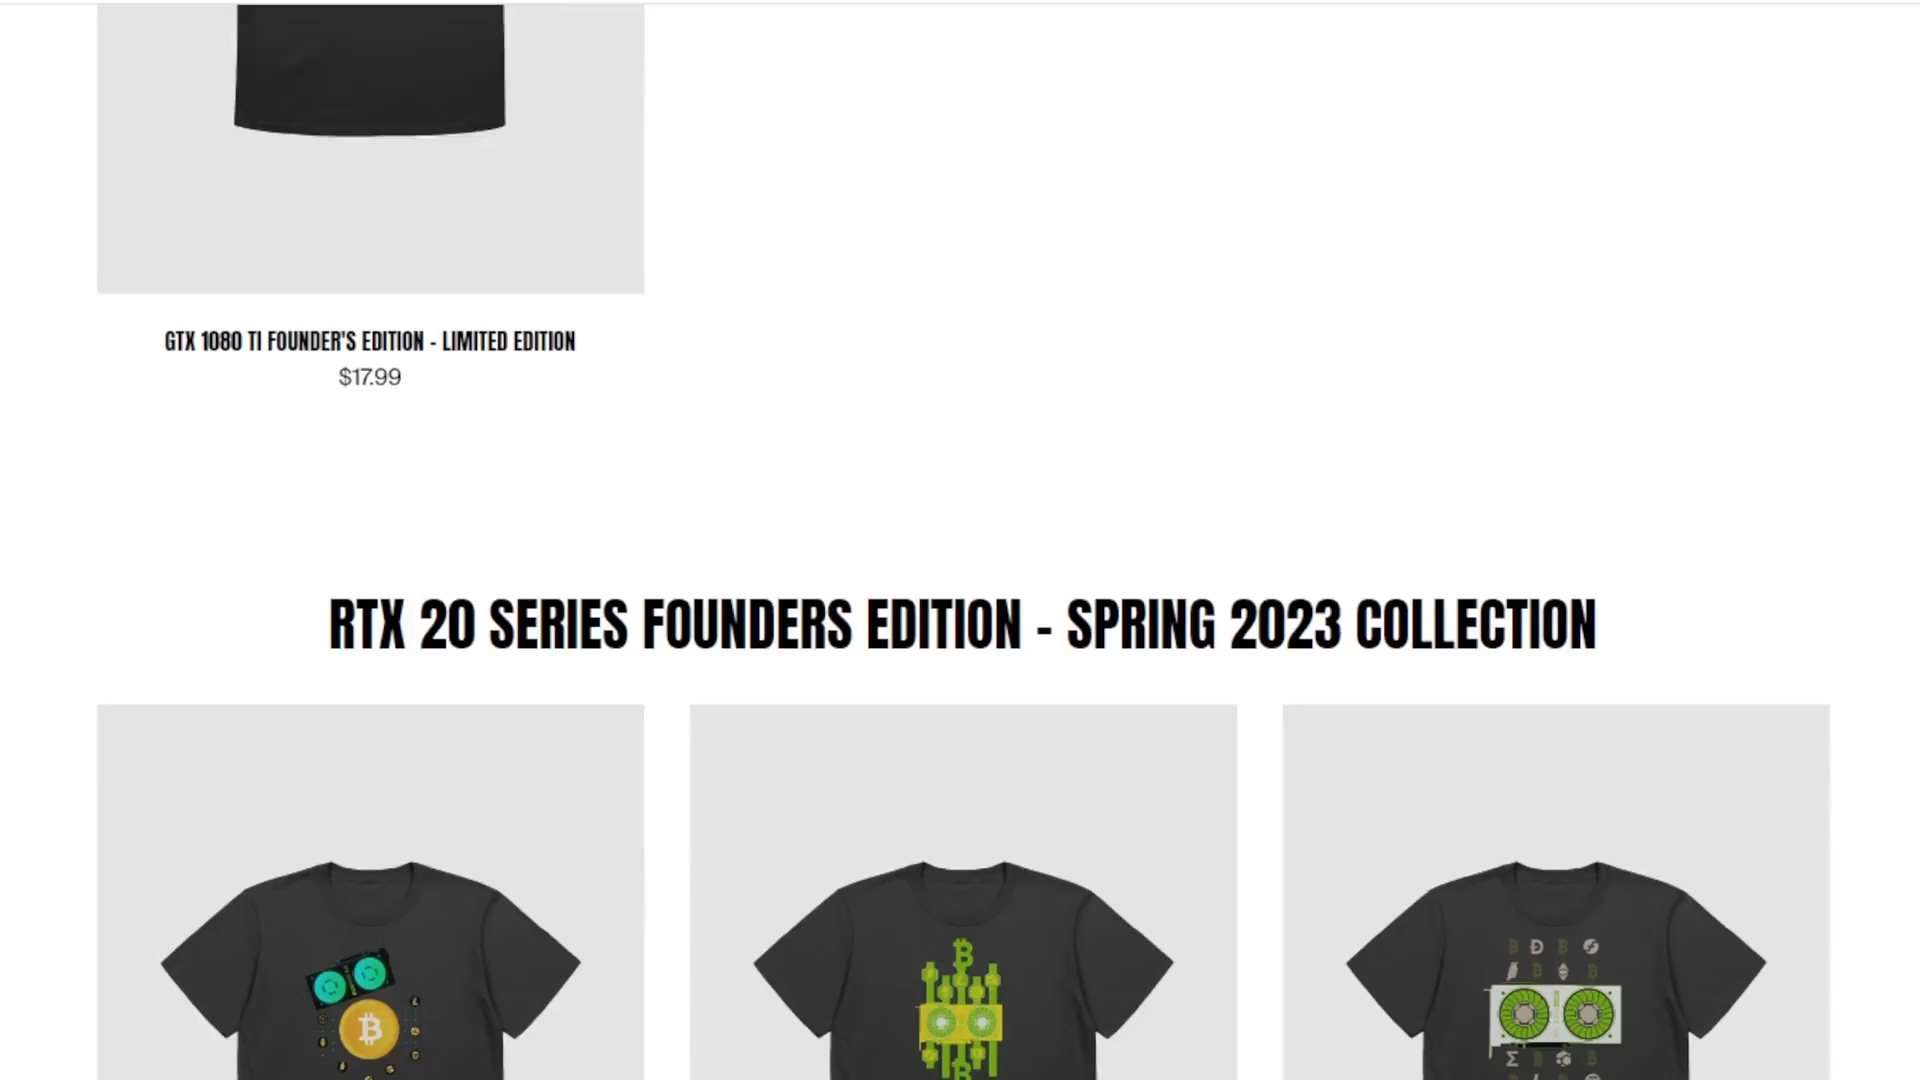 GTX 1080 TI FOUNDER'S EDITION - LIMITED EDITION
$17.99
RTX 20 SERIES FOUNDERS EDITION - SPRING 2023 COLLECTION